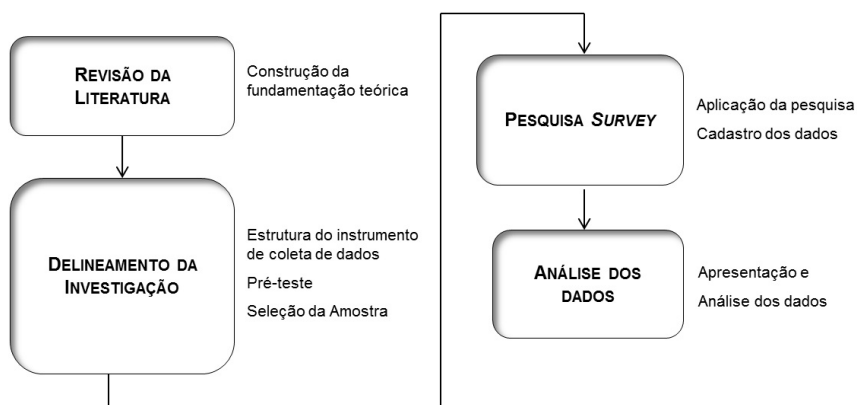 REVISÃO DA
LITERATURA
Construção da
fundamentação teórica
DELINEAMENTO DA
INVESTIGAÇÃO
Estrutura do instrumento
de coleta de dados
Pré-teste
Seleção da Amostra
PESQUISA SURVEY
Aplicação da pesquisa
Cadastro dos dados
ANÁLISE DOS
DADOS
Apresentação e
Análise dos dados